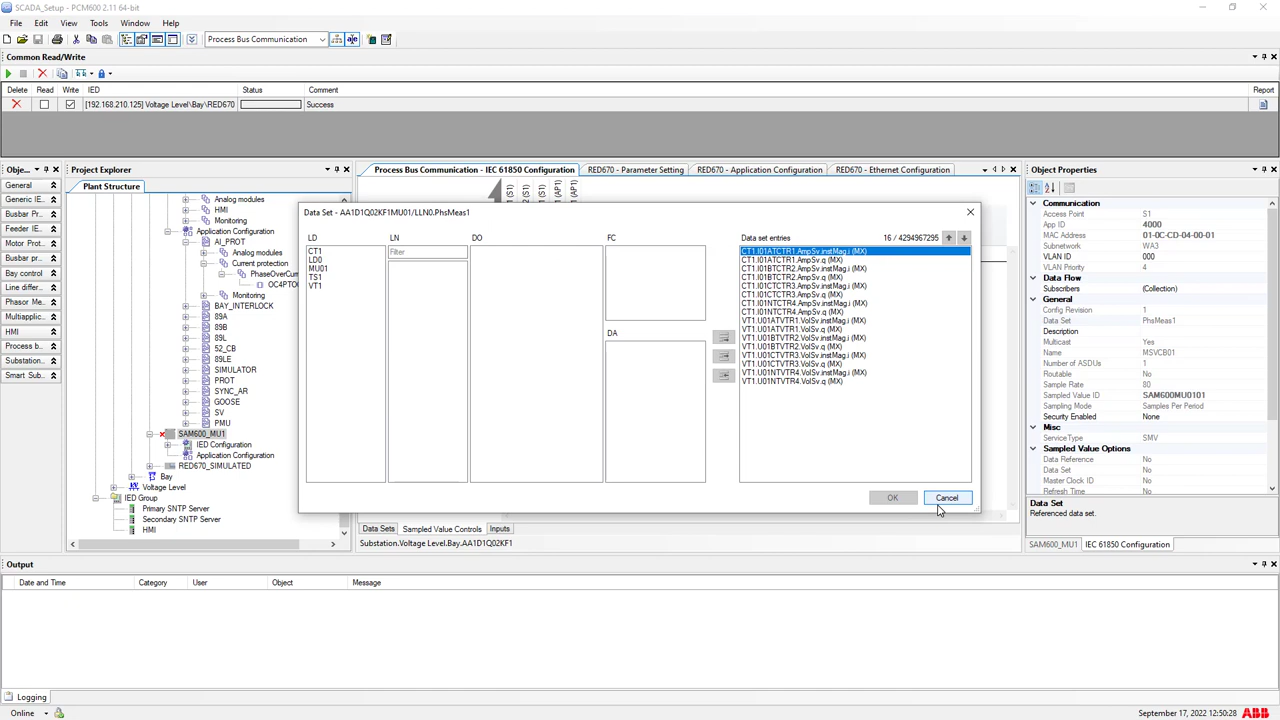 SCADA_Setup - PCM600 2.11 64-bit
File Edit View Tools Window Help
Process Bus Communication
Common Read/Write
Delete Read Write IED Status Comment Report
[192.168.210.125] Voltage Level\Bay\RED670 Success
Obje...
General
Generic IE...
Busbar Pr...
Feeder IE...
Motor Prot...
Busbar pr...
Bay control
Line differ...
Phasor Me...
Multifuncti...
HMI
Process b...
Substation...
Smart Sub...
Project Explorer
Plant Structure
Analog modules
HMI
Monitoring
Application Configuration
AI_PROT
Analog modules
Current protection
PhaseOverCurr
OC4PTO
Monitoring
BAY_INTERLOCK
89A
89B
89L
52_CB
89LE
SIMULATOR
PROT
SYNC_AR
GOOSE
SV
PMU
SAM600_MU1
IED Configuration
Application Configuration
RED670_SIMULATED
Bay
Voltage Level
IED Group
Primary SNTP Server
Secondary SNTP Server
HMI
Process Bus Communication - IEC 61850 Configuration RED670 - Parameter Setting RED670 - Application Configuration RED670 - Ethernet Configuration
Data Set - AA1D1Q02KF1MU01/LLN0.PhsMeas1
LD LN DO FC Data set entries 16 / 4294967295
Filter
CT1
LD0
MU01
TS1
VT1
DA
CT1.I01ATCTR1.AmpSv.instMag.i (MX)
CT1.I01ATCTR1.AmpSv.q (MX)
CT1.I01BTCTR2.AmpSv.instMag.i (MX)
CT1.I01BTCTR2.AmpSv.q (MX)
CT1.I01CTCTR3.AmpSv.instMag.i (MX)
CT1.I01CTCTR3.AmpSv.q (MX)
CT1.I01NTCTR4.AmpSv.instMag.i (MX)
CT1.I01NTCTR4.AmpSv.q (MX)
VT1.U01ATVTR1.VolSv.instMag.i (MX)
VT1.U01ATVTR1.VolSv.q (MX)
VT1.U01BTVTR2.VolSv.instMag.i (MX)
VT1.U01BTVTR2.VolSv.q (MX)
VT1.U01CTVTR3.VolSv.instMag.i (MX)
VT1.U01CTVTR3.VolSv.q (MX)
VT1.U01NTVTR4.VolSv.instMag.i (MX)
VT1.U01NTVTR4.VolSv.q (MX)
OK Cancel
Data Sets Sampled Value Controls Inputs
Substation.Voltage Level.Bay.AA1D1Q02KF1
Object Properties
Communication
Access Point S1
App ID 4000
MAC Address 01-0C-CD-04-00-01
Subnetwork WA3
VLAN ID 000
VLAN Priority 4
Data Flow
Subscribers (Collection)
General
Config Revision 1
Data Set PhsMeas1
Description
Multicast Yes
Name MSVCB01
Number of ASDUs 1
Routable No
Sample Rate 80
Sampled Value ID SAM600MU0101
Sampling Mode Samples Per Period
Security Enabled None
Misc
ServiceType SMV
Sampled Value Options
Data Reference No
Data Set No
Master Clock ID No
Refresh Time No
Data Set
Referenced data set.
SAM600_MU1 IEC 61850 Configuration
Output
Date and Time Category User Object Message
Logging
Online September 17, 2022 12:50:28 ABB